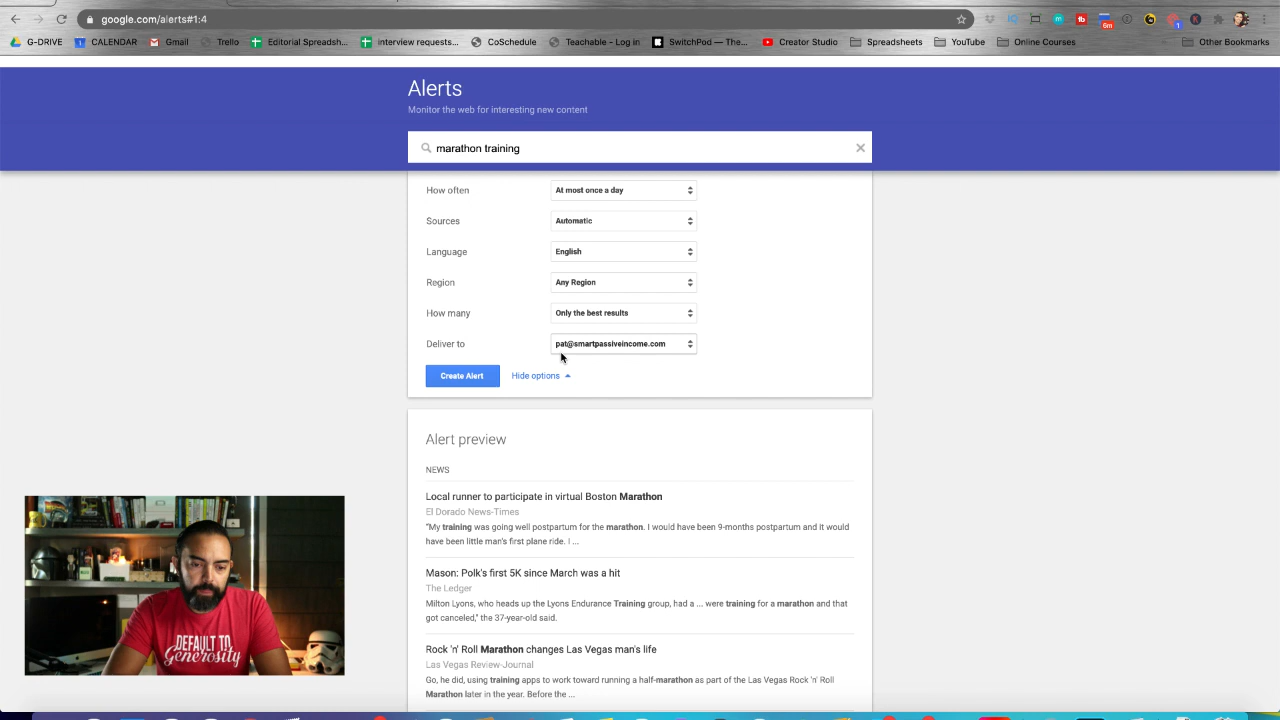 google.com/alerts#1:4
6m
1
G-DRIVE
CALENDAR
Gmail
Trello
Editorial Spreadsh...
interview requests...
CoSchedule
Teachable - Log in
SwitchPod — The...
Creator Studio
Spreadsheets
YouTube
Online Courses
Other Bookmarks
Alerts
Monitor the web for interesting new content
marathon training
How often
At most once a day
Sources
Automatic
Language
English
Region
Any Region
How many
Only the best results
Deliver to
pat@smartpassiveincome.com
Create Alert
Hide options
Alert preview
NEWS
Local runner to participate in virtual Boston Marathon
El Dorado News-Times
"My training was going well postpartum for the marathon. I would have been 9-months postpartum and it would
have been little man's first plane ride. I ...
Mason: Polk's first 5K since March was a hit
The Ledger
Milton Lyons, who heads up the Lyons Endurance Training group, had a ... were training for a marathon and that
got canceled," the 37-year-old said.
Rock 'n' Roll Marathon changes Las Vegas man's life
Las Vegas Review-Journal
Go, he did, using training apps to work toward running a half-marathon as part of the Las Vegas Rock 'n' Roll
Marathon later in the year. Before the ...
DEFAULT TO
Generosity